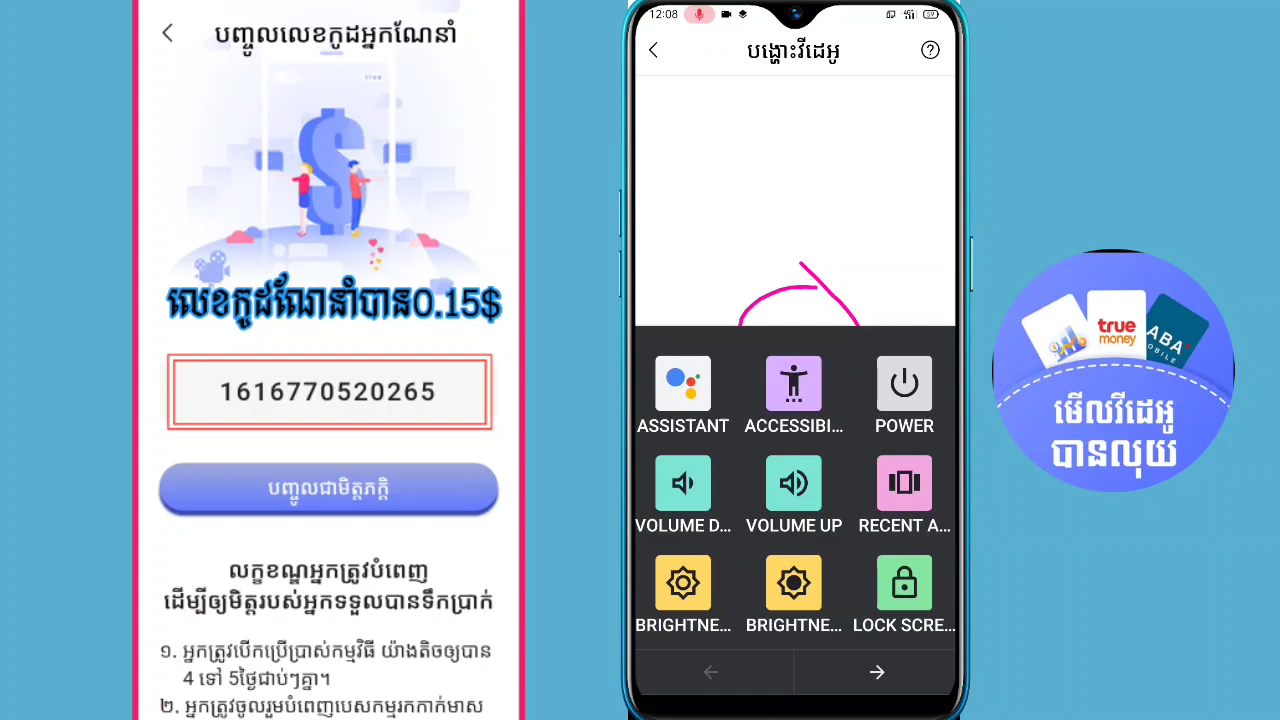 បញ្ចូលលេខកូដអ្នកណែនាំ
លេខកូដណែនាំបាន0.15$
1616770520265
បញ្ចូលជាមិត្តភក្តិ
លក្ខខណ្ឌអ្នកត្រូវបំពេញ
ដើម្បីឲ្យមិត្តរបស់អ្នកទទួលបានទឹកប្រាក់
១. អ្នកត្រូវបើកប្រើប្រាស់កម្មវិធី យ៉ាងតិចឲ្យបាន
4 ទៅ 5ថ្ងៃជាប់ៗគ្នា។
២. អ្នកត្រូវចូលរួមបំពេញបេសកម្មរកកាក់មាស
12:08
4G
59
បង្ហោះវីដេអូ
ASSISTANT
ACCESSIBI...
POWER
VOLUME D...
VOLUME UP
RECENT A...
BRIGHTNE...
BRIGHTNE...
LOCK SCRE...
true
money
ABA
MOBILE
មើលវីដេអូ
បានលុយ